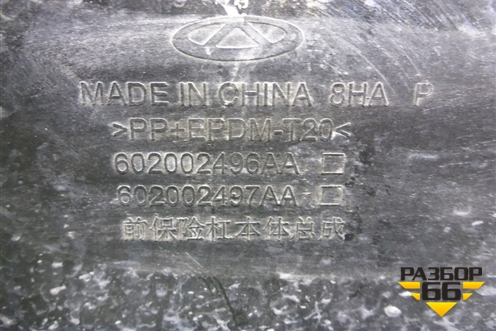 MADE IN CHINA 8HA P
>PP+EPDM-T20<
602002496AA □
602002497AA □
前保险杠本体总成
РАЗБОР
66